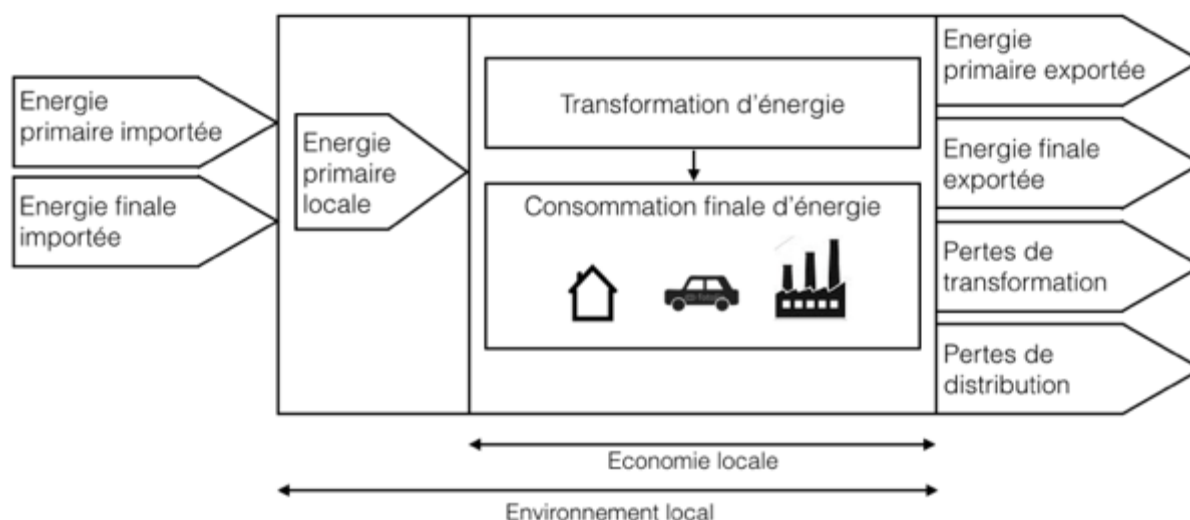 Energie
primaire importée
Energie finale
importée
Energie
primaire
locale
Transformation d'énergie
Consommation finale d'énergie
Energie
primaire exportée
Energie finale
exportée
Pertes de
transformation
Pertes de
distribution
Economie locale
Environnement local